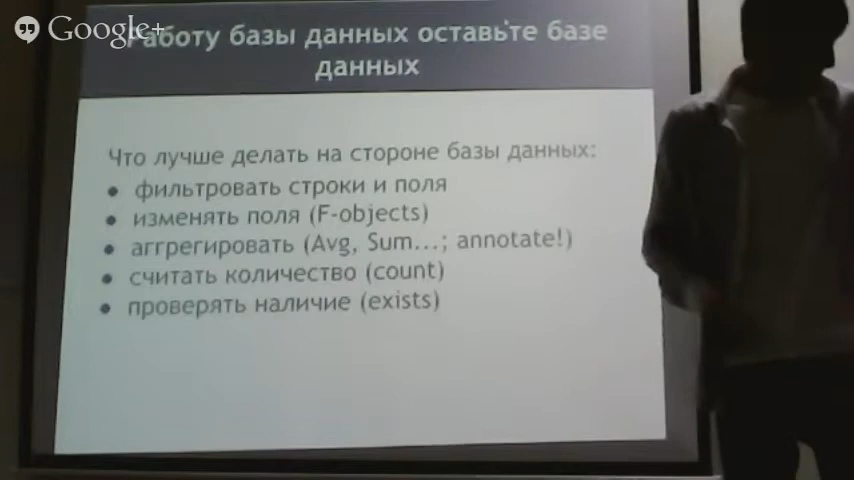 Google+
Работу базы данных оставьте базе
данных
Что лучше делать на стороне базы данных:
• фильтровать строки и поля
• изменять поля (F-objects)
• аггрегировать (Avg, Sum...; annotate!)
• считать количество (count)
• проверять наличие (exists)